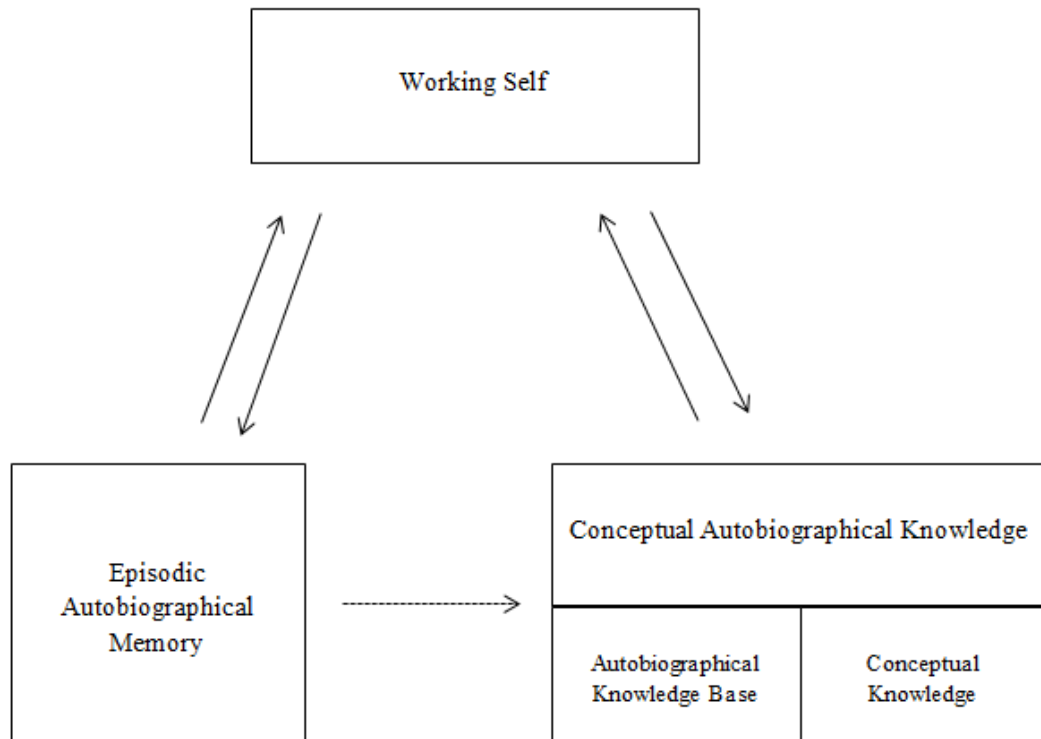 Working Self
Conceptual Autobiographical Knowledge
Episodic
Autobiographical
Memory
Autobiographical
Knowledge Base
Conceptual
Knowledge